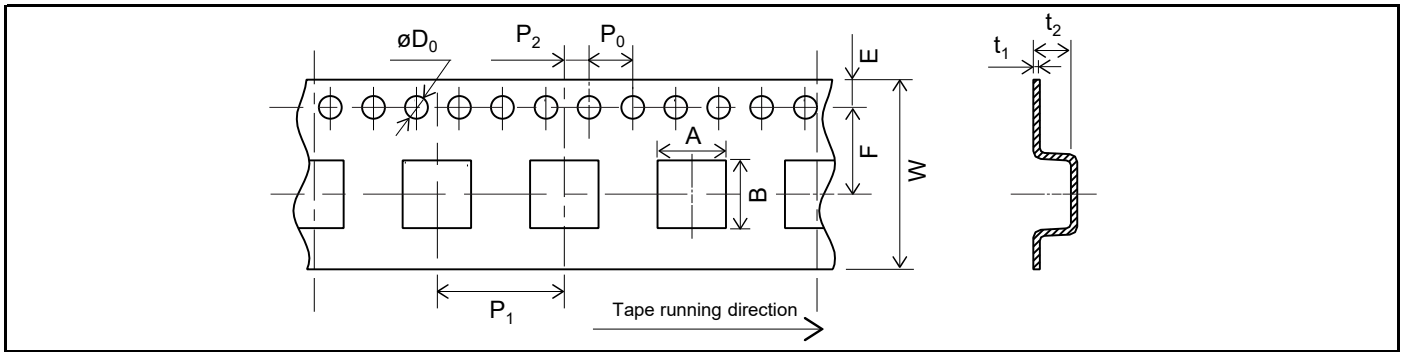 øD0
P2
P0
E
t1
t2
A
F
W
B
P1
Tape running direction